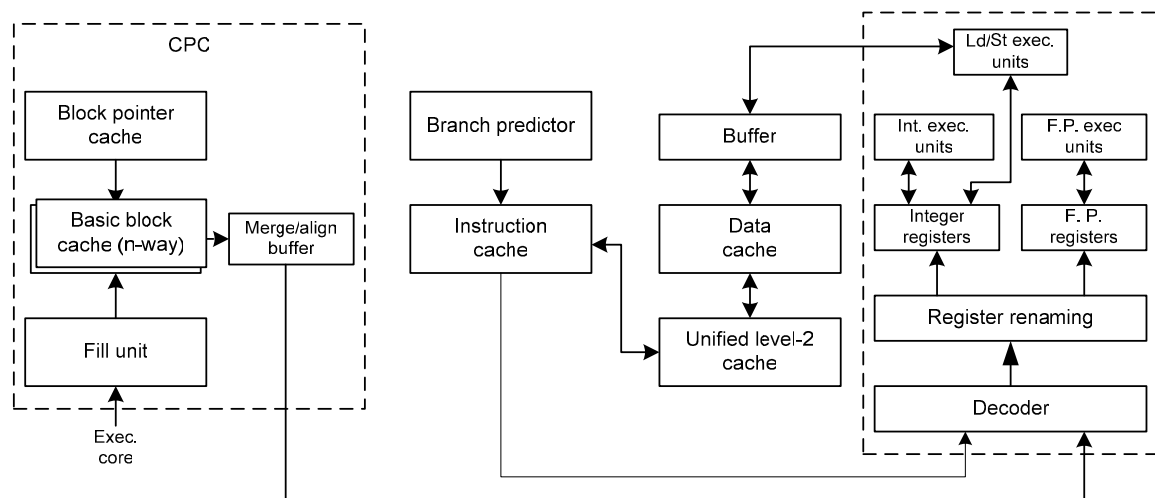 CPC
Block pointer
cache
Basic block
cache (n-way)
Merge/align
buffer
Fill unit
Exec.
core
Branch predictor
Instruction
cache
Buffer
Data
cache
Unified level-2
cache
Ld/St exec.
units
Int. exec.
units
F.P. exec
units
Integer
registers
F. P.
registers
Register renaming
Decoder